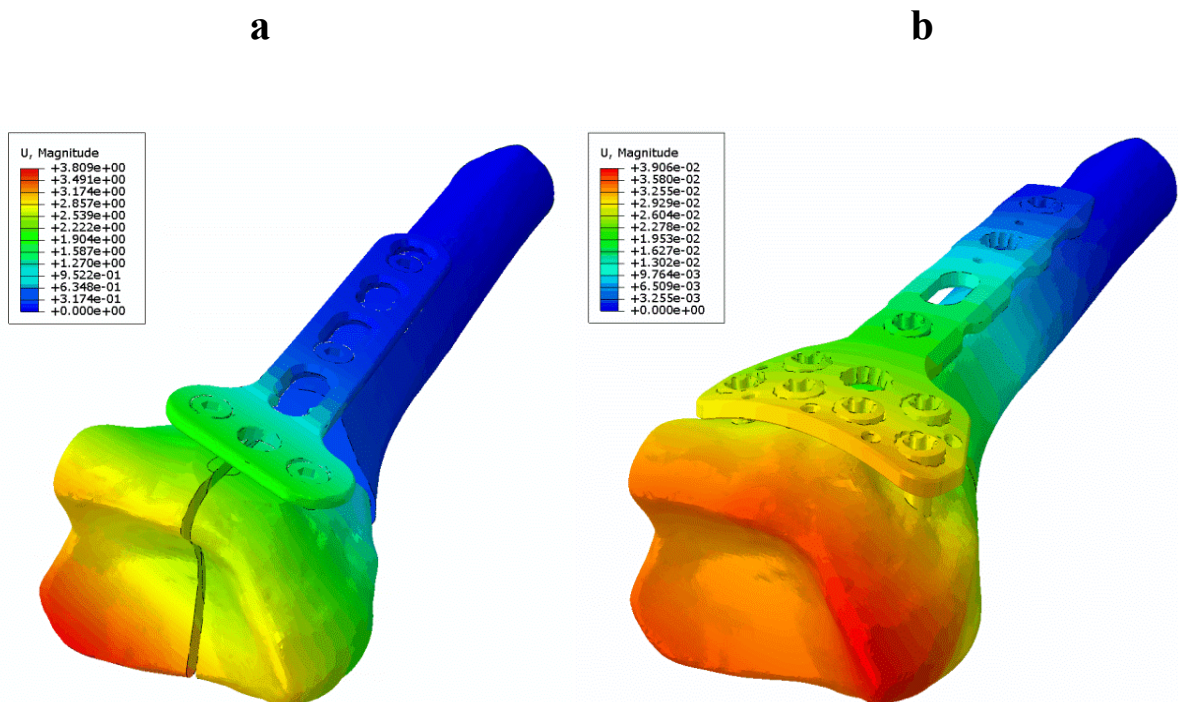 a
b
U, Magnitude
+3.809e+00
+3.491e+00
+3.174e+00
+2.857e+00
+2.539e+00
+2.222e+00
+1.904e+00
+1.587e+00
+1.270e+00
+9.522e-01
+6.348e-01
+3.174e-01
+0.000e+00
U, Magnitude
+3.906e-02
+3.580e-02
+3.255e-02
+2.929e-02
+2.604e-02
+2.278e-02
+1.953e-02
+1.627e-02
+1.302e-02
+9.764e-03
+6.509e-03
+3.255e-03
+0.000e+00